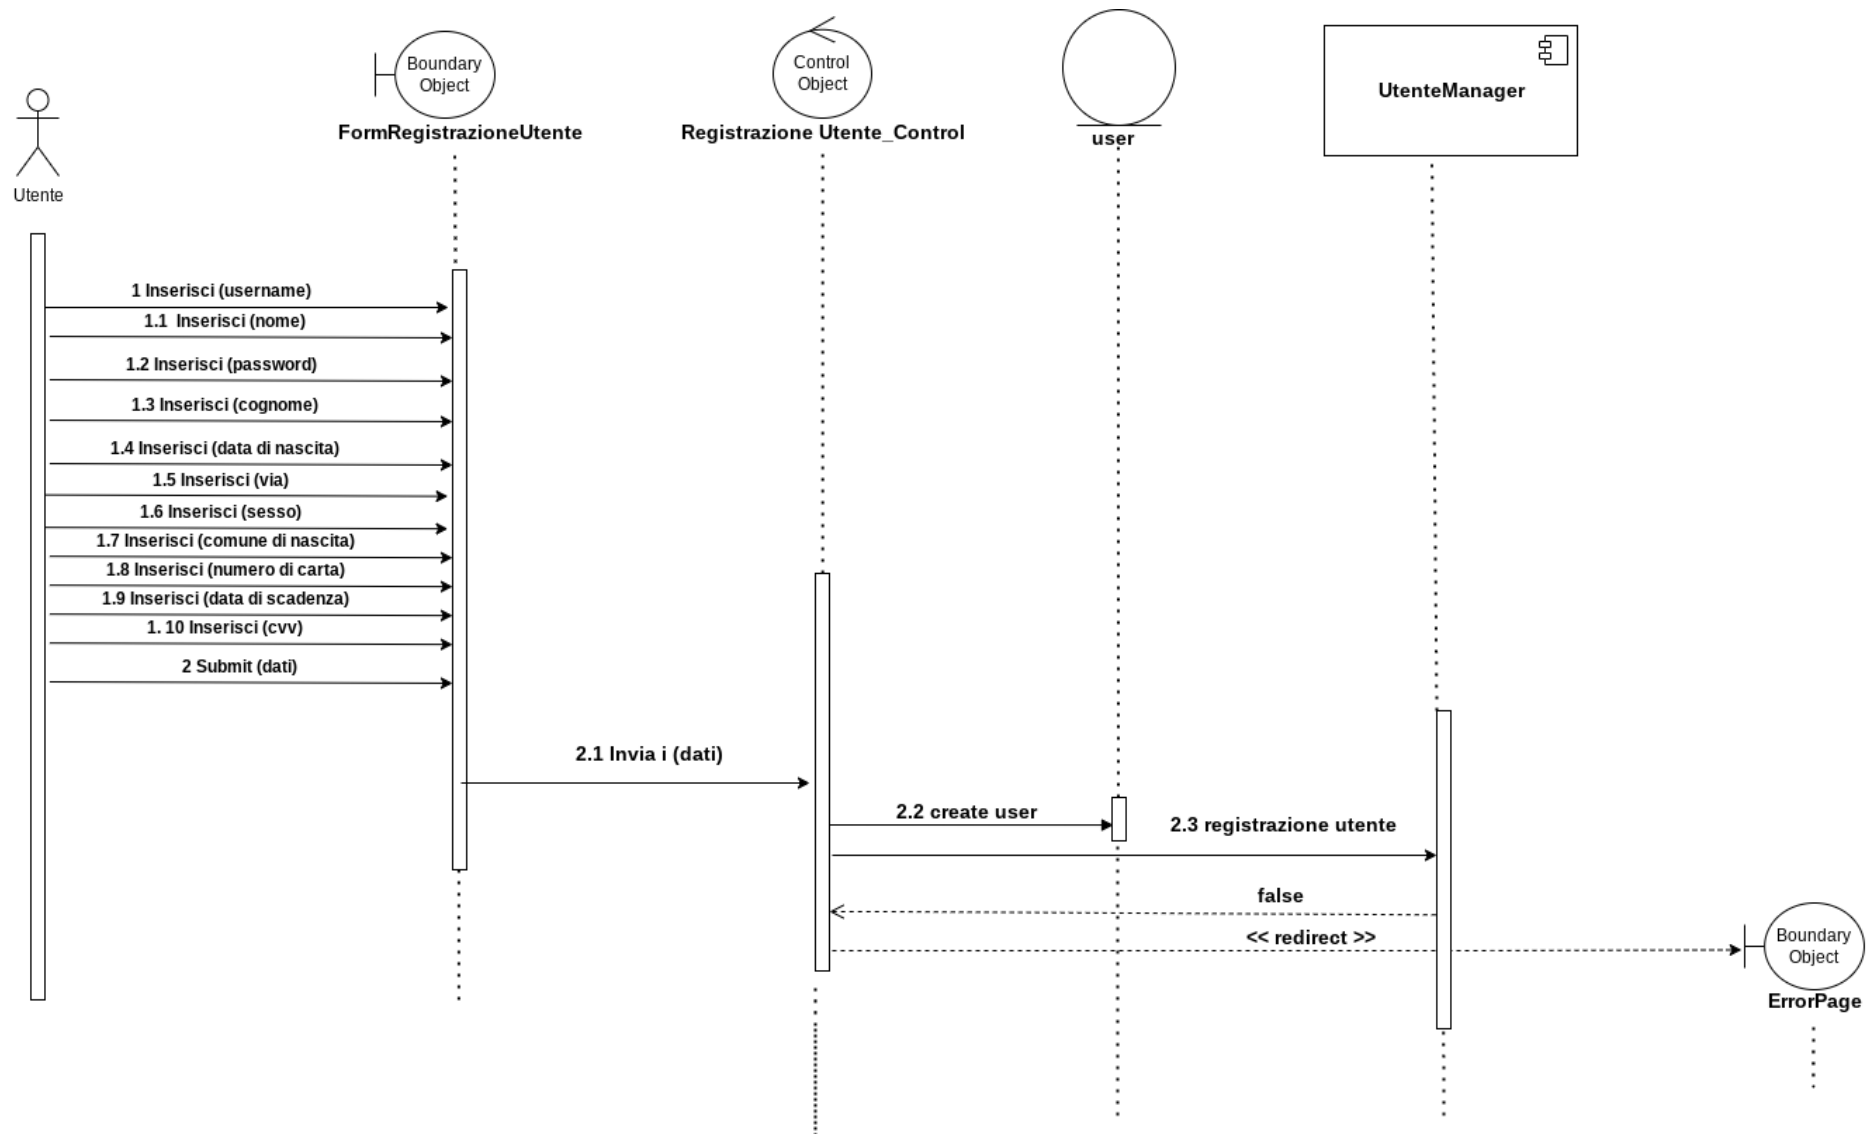 Boundary
Object
FormRegistrazioneUtente
Control
Object
Registrazione Utente_Control
user
UtenteManager
Utente
1 Inserisci (username)
1.1 Inserisci (nome)
1.2 Inserisci (password)
1.3 Inserisci (cognome)
1.4 Inserisci (data di nascita)
1.5 Inserisci (via)
1.6 Inserisci (sesso)
1.7 Inserisci (comune di nascita)
1.8 Inserisci (numero di carta)
1.9 Inserisci (data di scadenza)
1. 10 Inserisci (cvv)
2 Submit (dati)
2.1 Invia i (dati)
2.2 create user
2.3 registrazione utente
false
<< redirect >>
Boundary
Object
ErrorPage